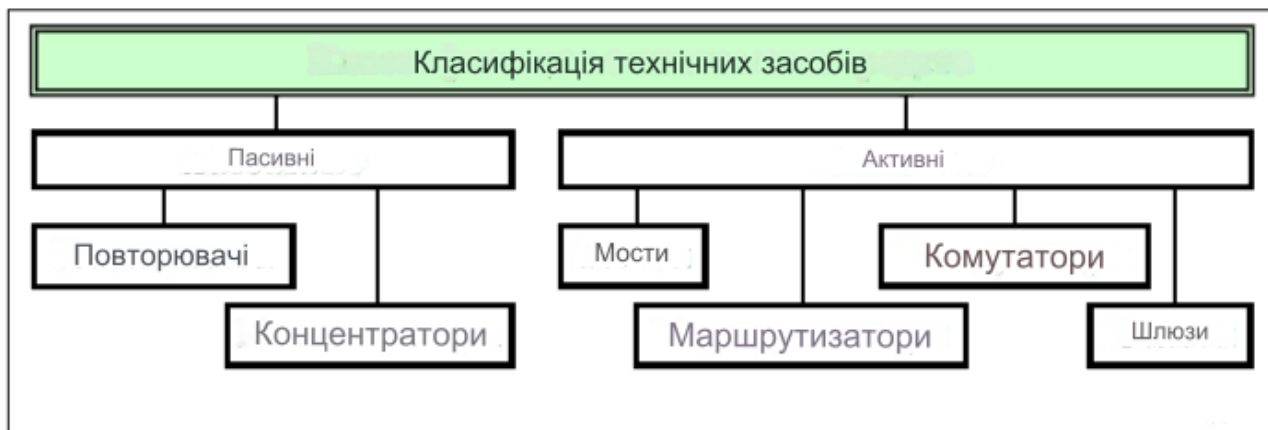 Класифікація технічних засобів
Пасивні
Активні
Повторювачі
Мости
Комутатори
Концентратори
Маршрутизатори
Шлюзи